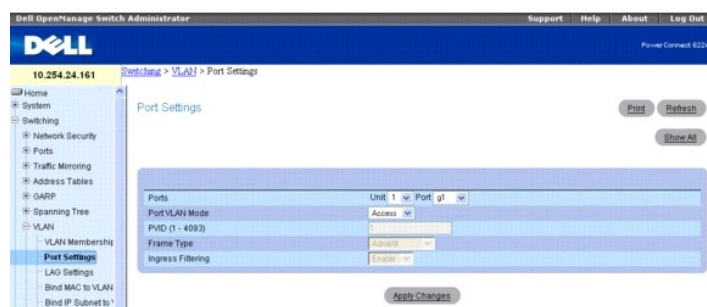 Dell OpenManage Switch Administrator
Support Help About Log Out
DELL
PowerConnect 622
10.254.24.161
Switching > VLAN > Port Settings
Home
System
Switching
Network Security
Ports
Traffic Mirroring
Address Tables
GARP
Spanning Tree
VLAN
VLAN Membership
Port Settings
LAG Settings
Bind MAC to VLAN
Bind IP Subnet to
Port Settings
Print Refresh
Show All
Ports Unit 1 Port g1
Port VLAN Mode Access
PVID (1 - 4093) 1
Frame Type AdmitAll
Ingress Filtering Enable
Apply Changes